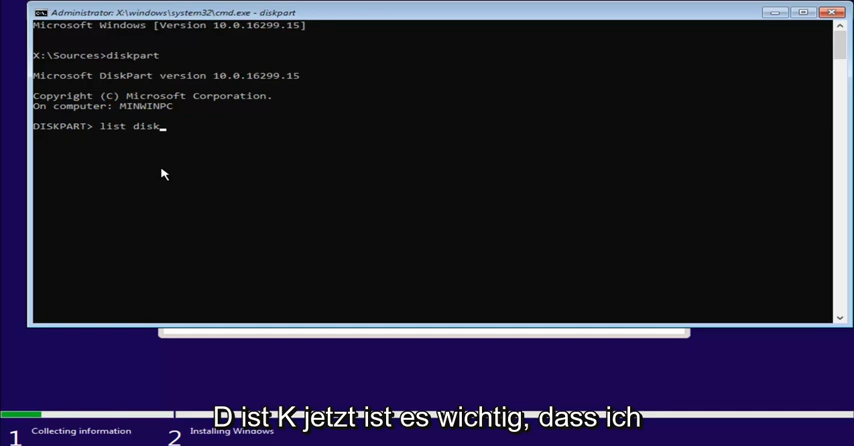 Administrator: X:\windows\system32\cmd.exe - diskpart
Microsoft Windows [Version 10.0.16299.15]
X:\Sources>diskpart
Microsoft DiskPart version 10.0.16299.15
Copyright (C) Microsoft Corporation.
On computer: MINWINPC
DISKPART> list disk
D ist K jetzt ist es wichtig, dass ich
1 Collecting information 2 Installing Windows